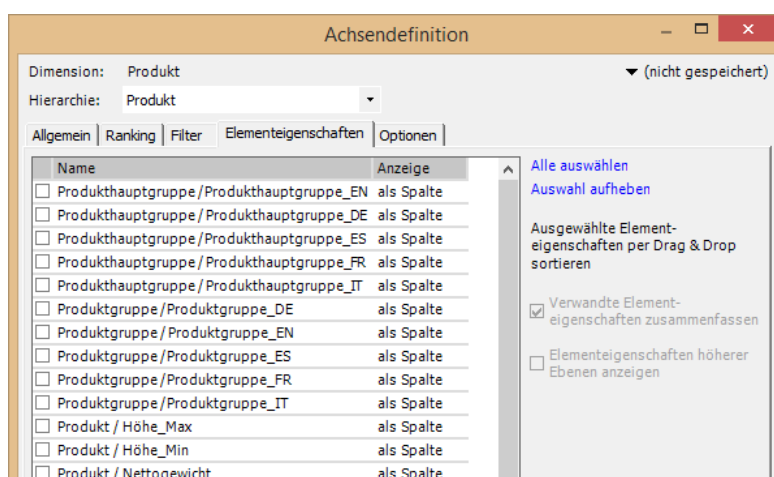 Achsendefinition
Dimension: Produkt
(nicht gespeichert)
Hierarchie: Produkt
Allgemein Ranking Filter Elementeigenschaften Optionen
Name Anzeige
Produkthauptgruppe / Produkthauptgruppe_EN als Spalte
Produkthauptgruppe / Produkthauptgruppe_DE als Spalte
Produkthauptgruppe / Produkthauptgruppe_ES als Spalte
Produkthauptgruppe / Produkthauptgruppe_FR als Spalte
Produkthauptgruppe / Produkthauptgruppe_IT als Spalte
Produktgruppe / Produktgruppe_DE als Spalte
Produktgruppe / Produktgruppe_EN als Spalte
Produktgruppe / Produktgruppe_ES als Spalte
Produktgruppe / Produktgruppe_FR als Spalte
Produktgruppe / Produktgruppe_IT als Spalte
Produkt / Höhe_Max als Spalte
Produkt / Höhe_Min als Spalte
Produkt / Nettogewicht als Spalte
Alle auswählen
Auswahl aufheben
Ausgewählte Element-
eigenschaften per Drag & Drop
sortieren
Verwandte Element-
eigenschaften zusammenfassen
Elementeigenschaften höherer
Ebenen anzeigen